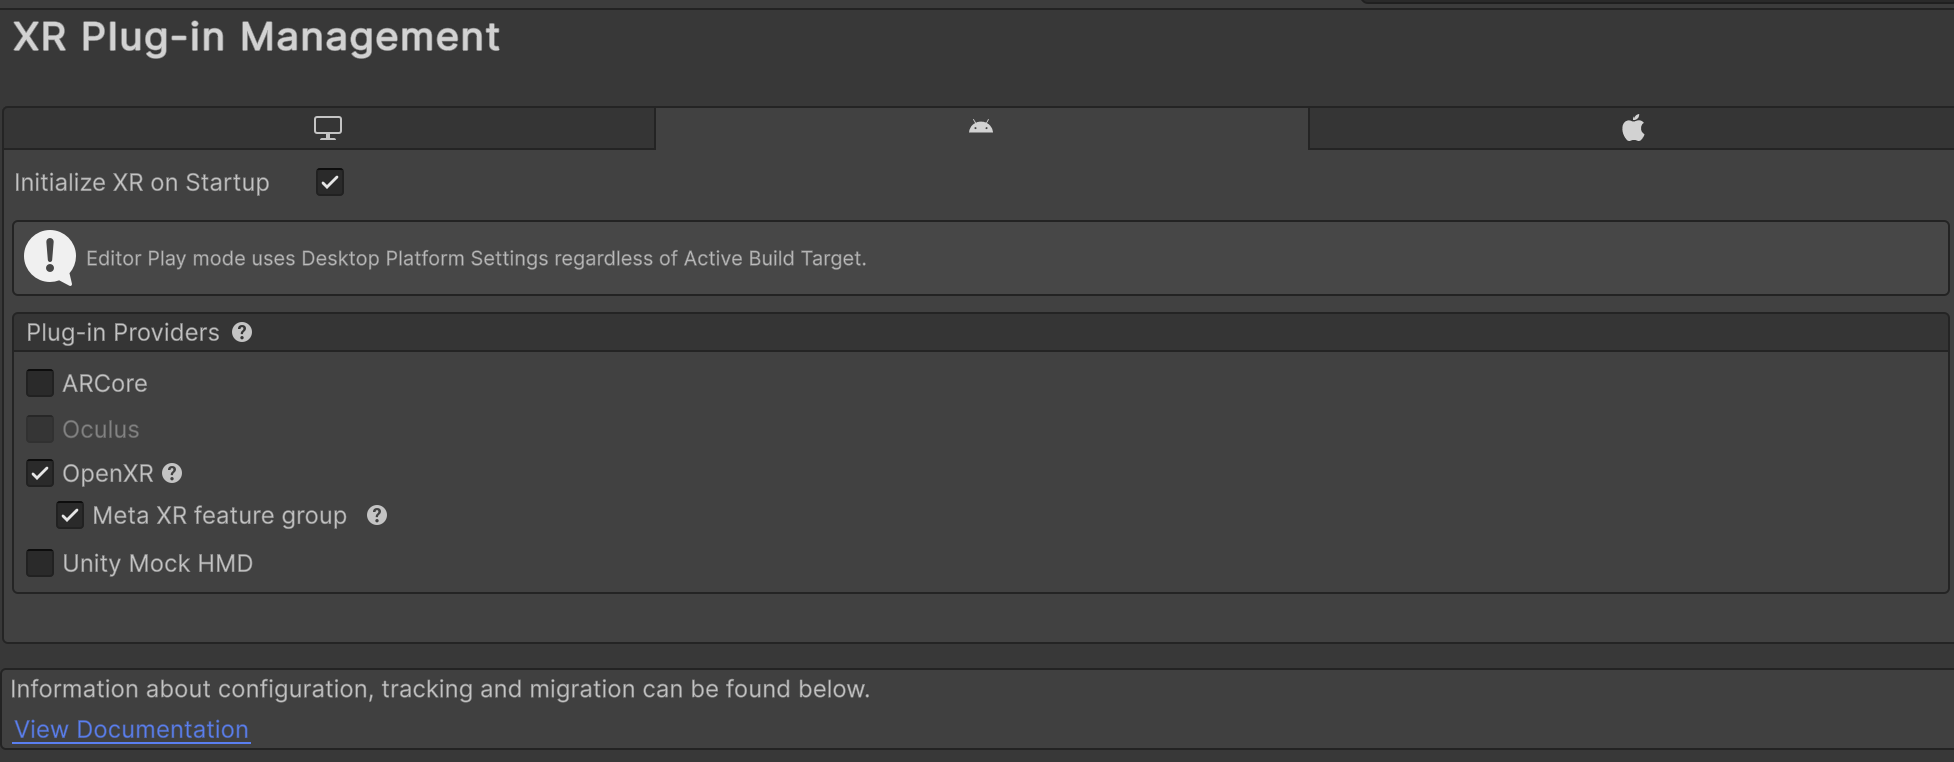 XR Plug-in Management
Initialize XR on Startup
Editor Play mode uses Desktop Platform Settings regardless of Active Build Target.
Plug-in Providers
ARCore
Oculus
OpenXR
Meta XR feature group
Unity Mock HMD
Information about configuration, tracking and migration can be found below.
View Documentation